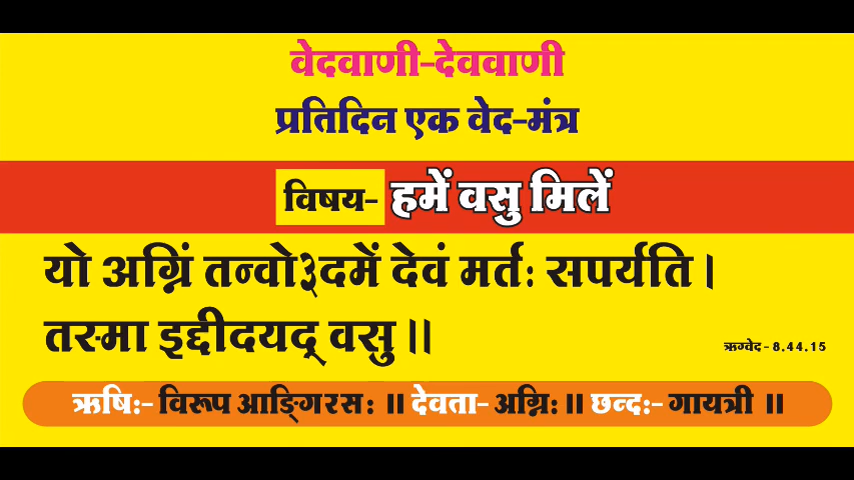 वेदवाणी-देववाणी
प्रतिदिन एक वेद-मंत्र
विषय- हमें वसु मिलें
यो अग्निं तन्वो३दमें देवं मर्तः सपर्यति।
तस्मा इद्दीदयद् वसु॥
ऋग्वेद-8.44.15
ऋषिः- विरूप आङ्गिरसः ॥ देवता- अग्निः॥ छन्दः- गायत्री ॥